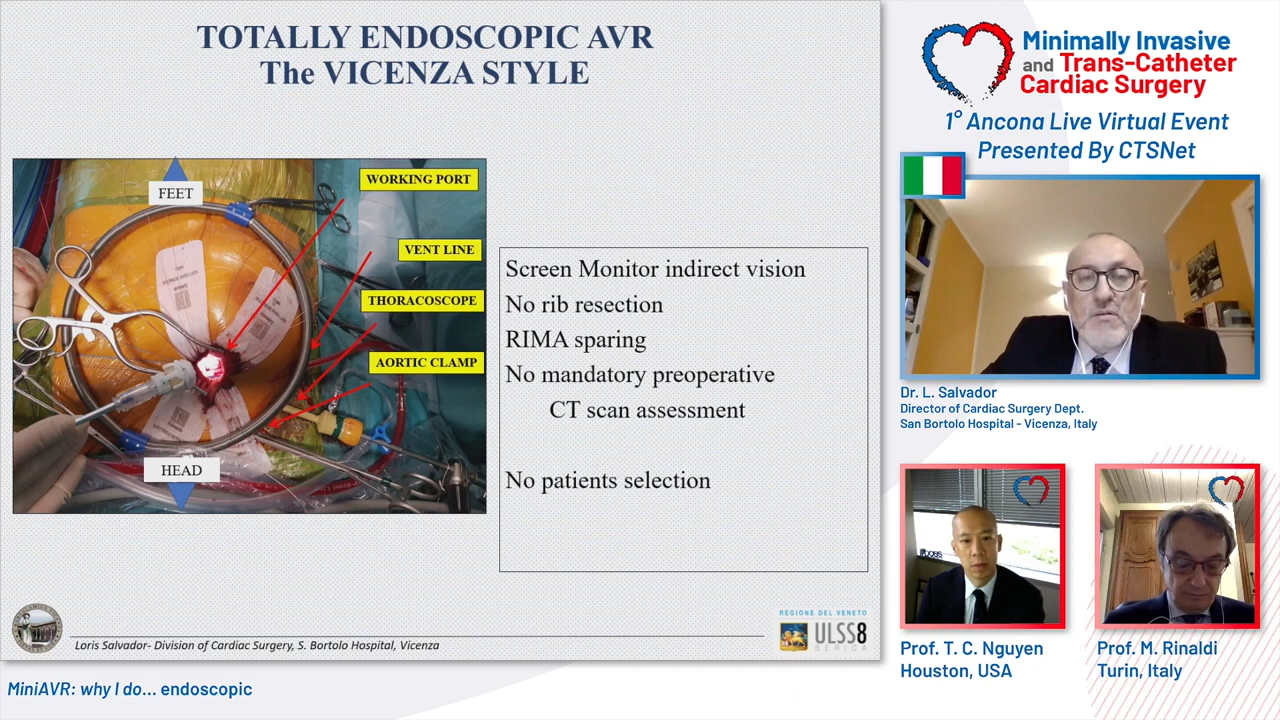 TOTALLY ENDOSCOPIC AVR
The VICENZA STYLE
FEET
WORKING PORT
VENT LINE
THORACOSCOPE
AORTIC CLAMP
HEAD
Screen Monitor indirect vision
No rib resection
RIMA sparing
No mandatory preoperative
CT scan assessment
No patients selection
Loris Salvador- Division of Cardiac Surgery, S. Bortolo Hospital, Vicenza
REGIONE DEL VENETO
ULSS8
BERICA
MiniAVR: why I do... endoscopic
Minimally Invasive
and Trans-Catheter
Cardiac Surgery
1° Ancona Live Virtual Event
Presented By CTSNet
Dr. L. Salvador
Director of Cardiac Surgery Dept.
San Bortolo Hospital - Vicenza, Italy
Prof. T. C. Nguyen
Houston, USA
Prof. M. Rinaldi
Turin, Italy